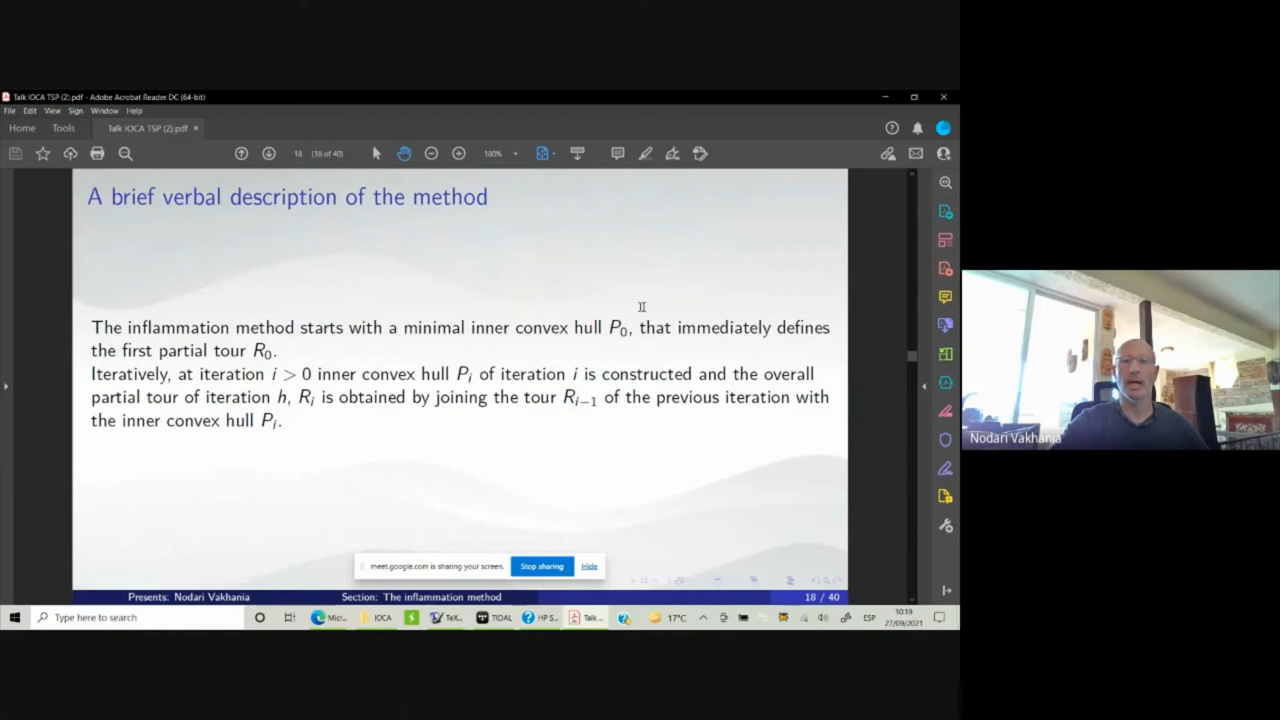 Talk IOCA TSP (2).pdf - Adobe Acrobat Reader DC (64-bit)
File Edit View Sign Window Help
Home Tools Talk IOCA TSP (2).pdf ×
18 (18 of 40) 180%
A brief verbal description of the method
The inflammation method starts with a minimal inner convex hull P₀, that immediately defines
the first partial tour R₀.
Iteratively, at iteration i > 0 inner convex hull Pᵢ of iteration i is constructed and the overall
partial tour of iteration h, Rᵢ is obtained by joining the tour Rᵢ₋₁ of the previous iteration with
the inner convex hull Pᵢ.
Nodari Vakhania
meet.google.com is sharing your screen. Stop sharing Hide
Presents: Nodari Vakhania Section: The inflammation method 18 / 40
Type here to search Micr... IOCA TeX... TIDAL HP S... Talk... 17°C ESP 10:19
27/09/2021